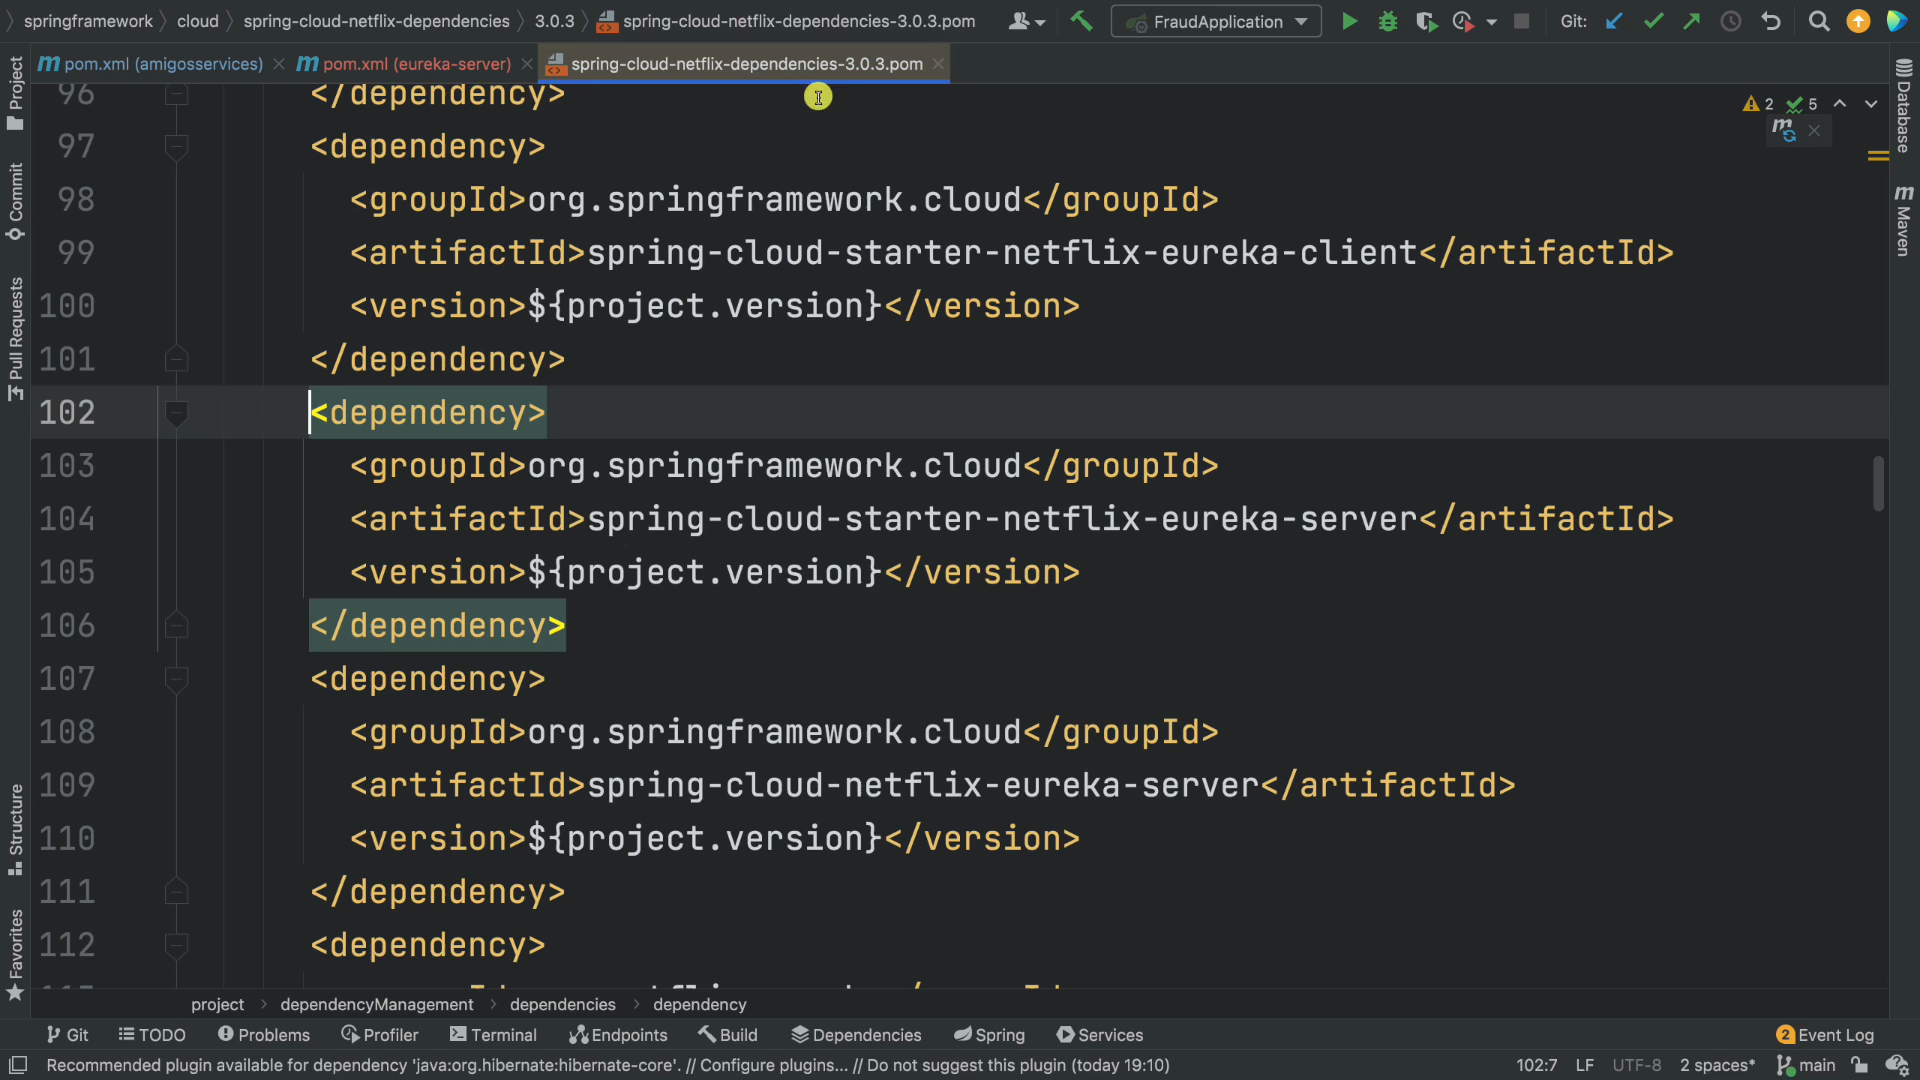 springframework 〉 cloud 〉 spring-cloud-netflix-dependencies 〉 3.0.3 〉 spring-cloud-netflix-dependencies-3.0.3.pom
FraudApplication
Git:
pom.xml (amigosservices)
pom.xml (eureka-server)
spring-cloud-netflix-dependencies-3.0.3.pom
2 5
Project
Commit
Pull Requests
Structure
Favorites
Database
Maven
96 </dependency>
97 <dependency>
98 <groupId>org.springframework.cloud</groupId>
99 <artifactId>spring-cloud-starter-netflix-eureka-client</artifactId>
100 <version>${project.version}</version>
101 </dependency>
102 <dependency>
103 <groupId>org.springframework.cloud</groupId>
104 <artifactId>spring-cloud-starter-netflix-eureka-server</artifactId>
105 <version>${project.version}</version>
106 </dependency>
107 <dependency>
108 <groupId>org.springframework.cloud</groupId>
109 <artifactId>spring-cloud-netflix-eureka-server</artifactId>
110 <version>${project.version}</version>
111 </dependency>
112 <dependency>
project 〉 dependencyManagement 〉 dependencies 〉 dependency
Git TODO Problems Profiler Terminal Endpoints Build Dependencies Spring Services 2 Event Log
Recommended plugin available for dependency 'java:org.hibernate:hibernate-core'. // Configure plugins... // Do not suggest this plugin (today 19:10) 102:7 LF UTF-8 2 spaces* main